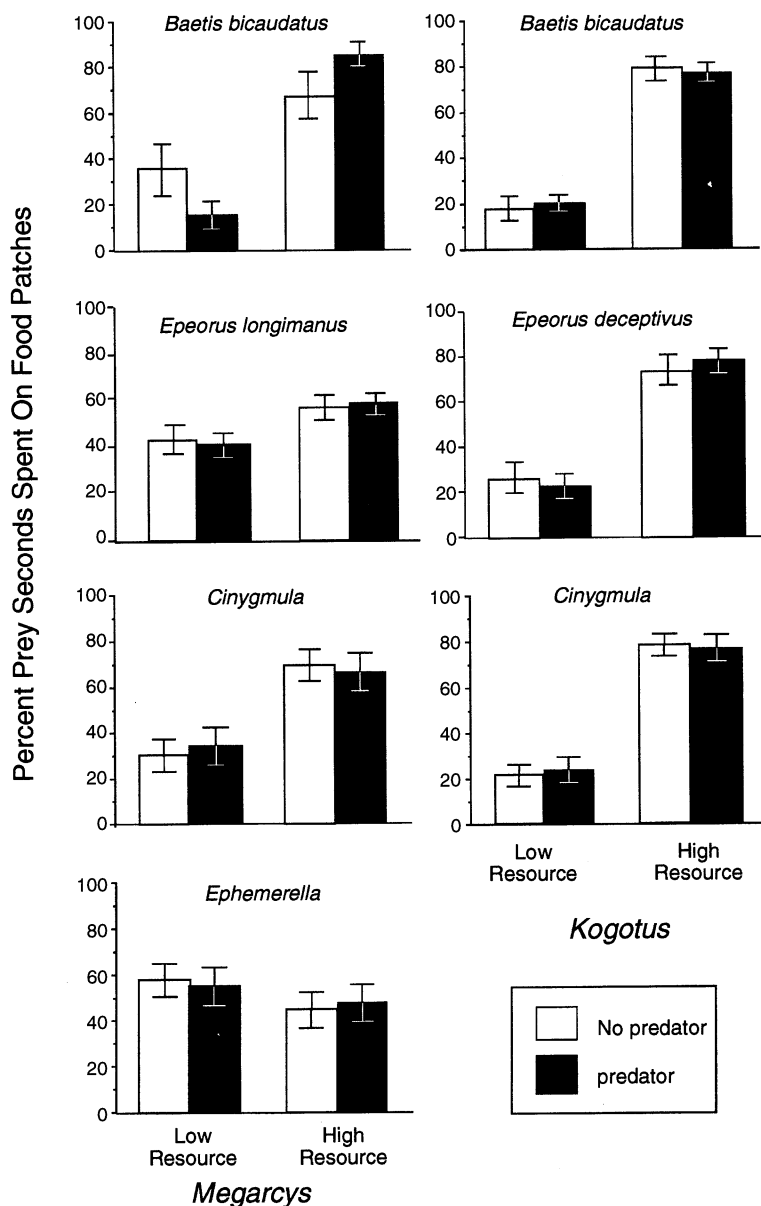 Percent Prey Seconds Spent On Food Patches
Baetis bicaudatus
100
80
60
40
20
0
Baetis bicaudatus
100
80
60
40
20
0
Epeorus longimanus
100
80
60
40
20
0
Epeorus deceptivus
100
80
60
40
20
0
Cinygmula
100
80
60
40
20
0
Cinygmula
100
80
60
40
20
0
Low
Resource
High
Resource
Kogotus
Ephemerella
100
80
60
40
20
0
Low
Resource
High
Resource
Megarcys
No predator
predator